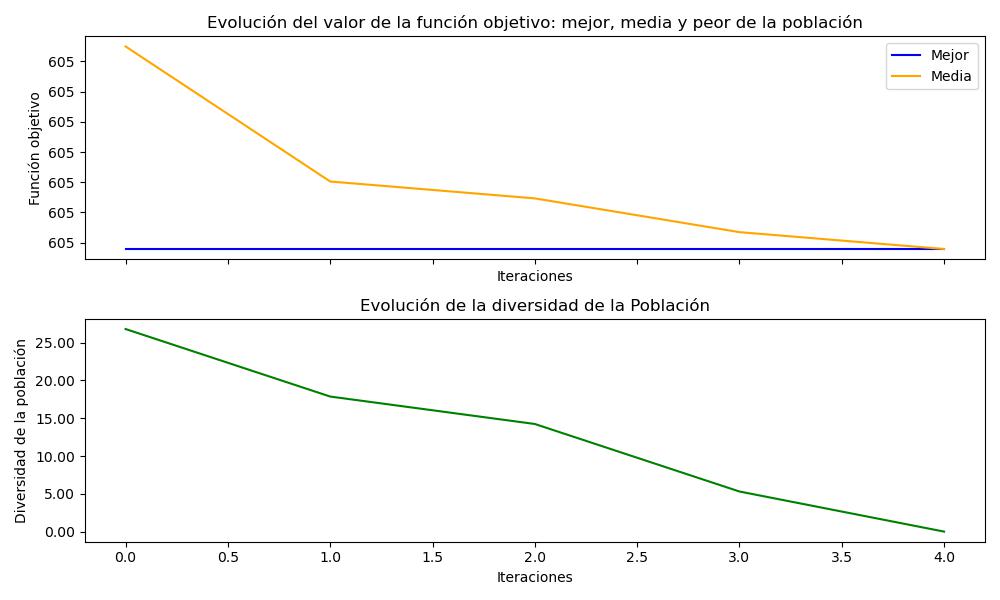 Evolución del valor de la función objetivo: mejor, media y peor de la población
Función objetivo
605
605
605
605
605
605
605
Mejor
Media
Iteraciones
Evolución de la diversidad de la Población
Diversidad de la población
25.00
20.00
15.00
10.00
5.00
0.00
0.0 0.5 1.0 1.5 2.0 2.5 3.0 3.5 4.0
Iteraciones